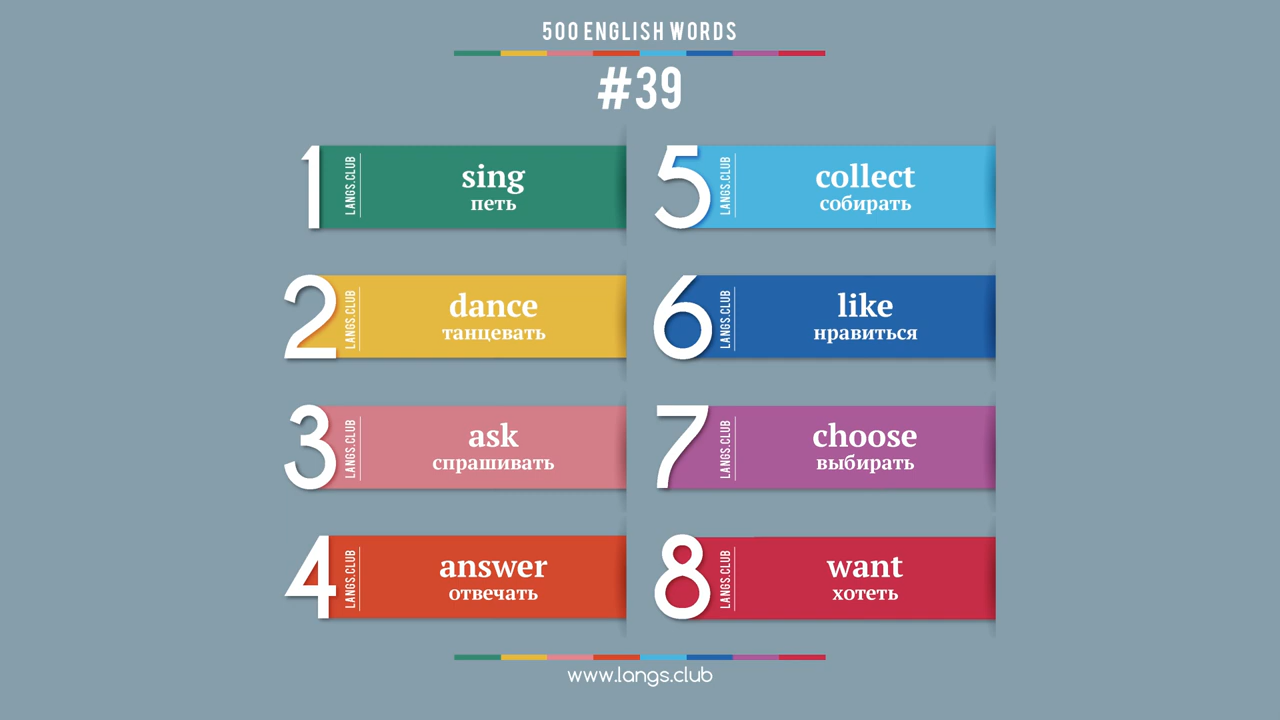 500 ENGLISH WORDS
#39
1
LANGS.CLUB
sing
петь
2
LANGS.CLUB
dance
танцевать
3
LANGS.CLUB
ask
спрашивать
4
LANGS.CLUB
answer
отвечать
5
LANGS.CLUB
collect
собирать
6
LANGS.CLUB
like
нравиться
7
LANGS.CLUB
choose
выбирать
8
LANGS.CLUB
want
хотеть
www.langs.club